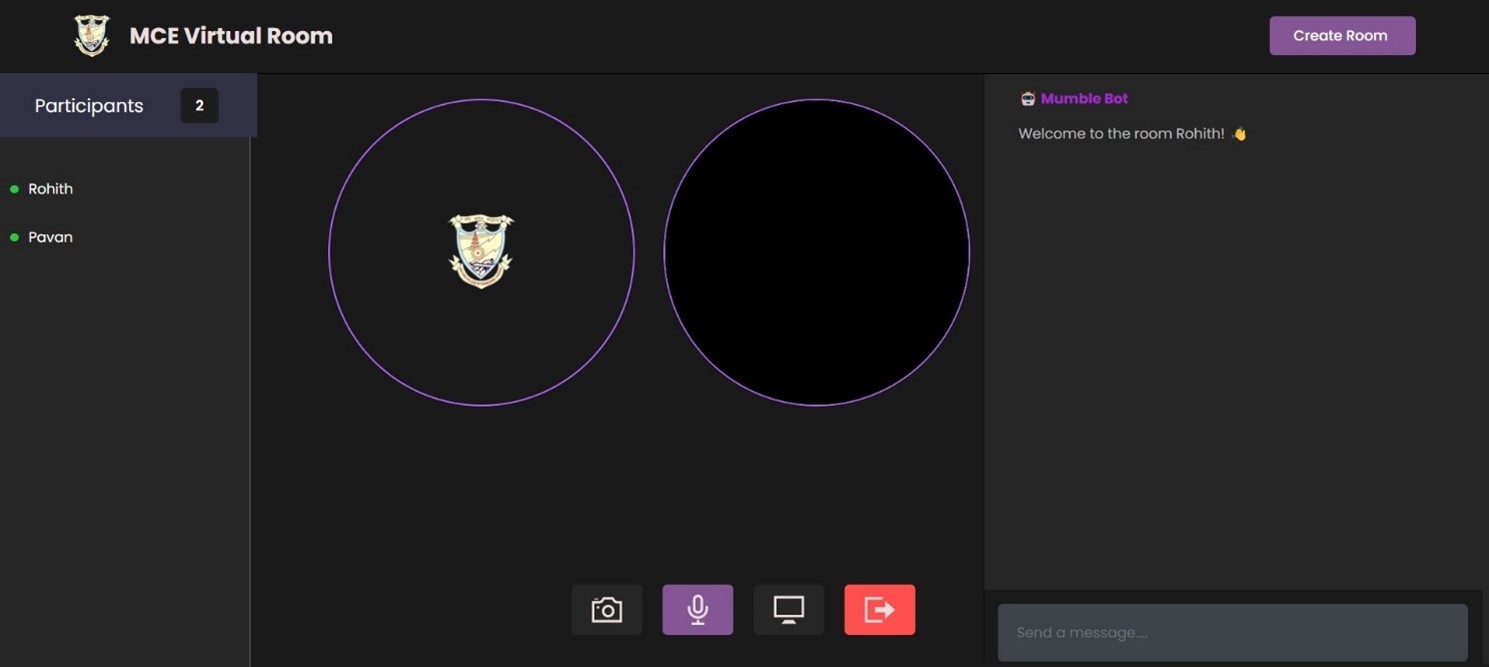 MCE Virtual Room
Create Room
Participants 2
Rohith
Pavan
Mumble Bot
Welcome to the room Rohith! 👋
Send a message....